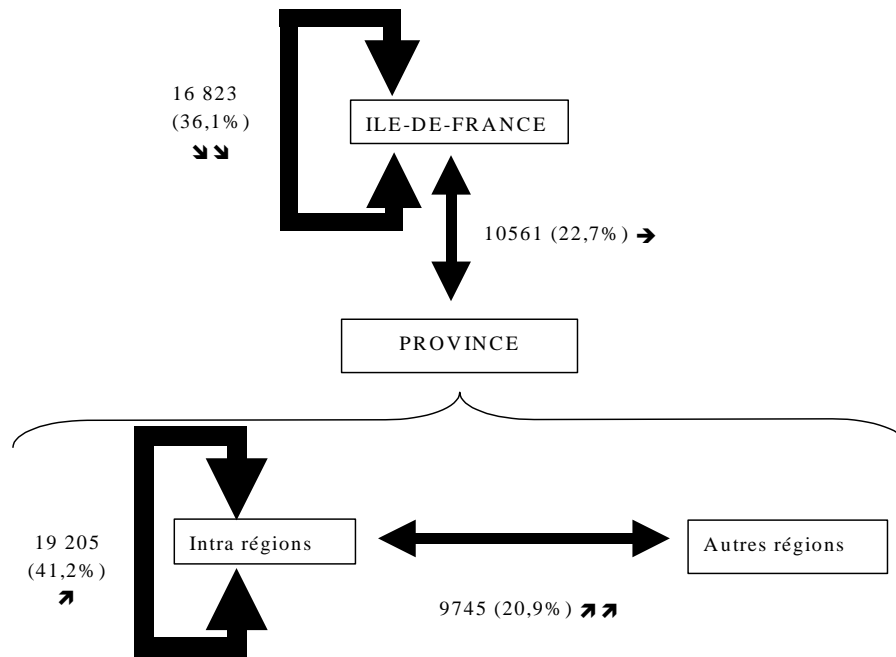 16 823
(36,1%)
➘➘
ILE-DE-FRANCE
10561 (22,7%) ➔
PROVINCE
19 205
(41,2%)
➚
Intra régions
Autres régions
9745 (20,9%) ➚➚